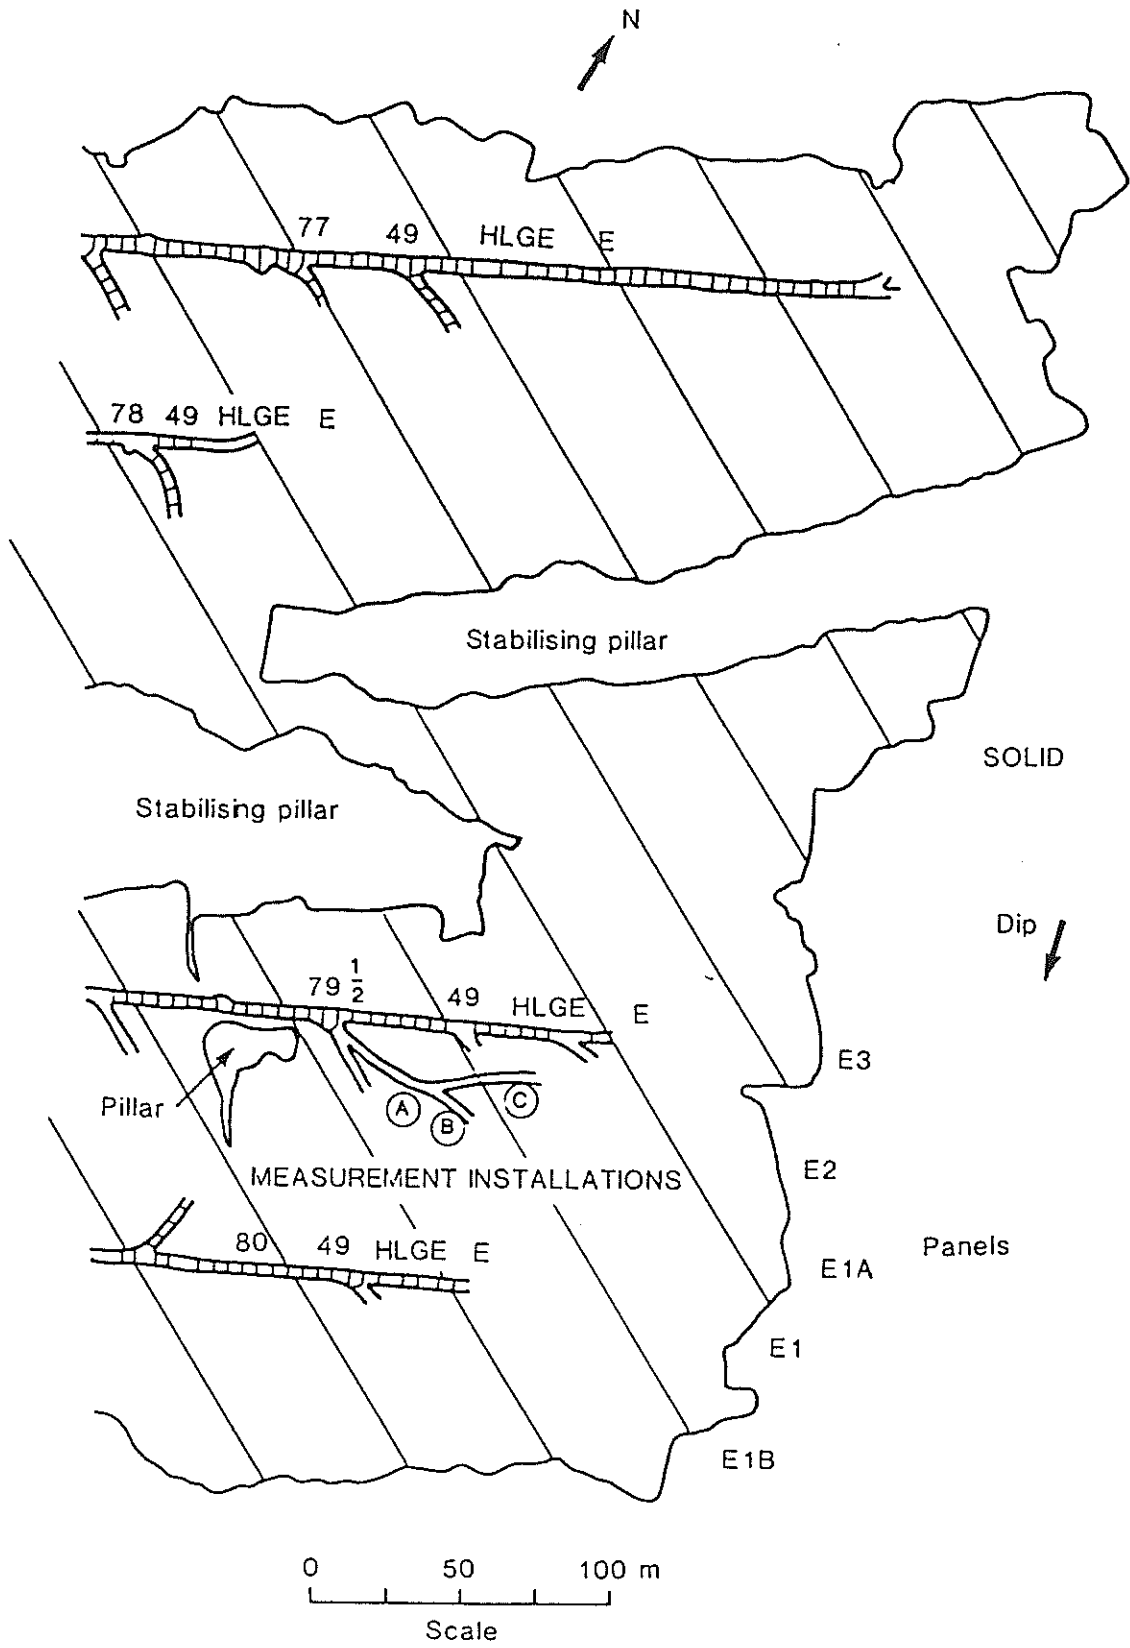 N
77 49 HLGE E
78 49 HLGE E
Stabilising pillar
SOLID
Stabilising pillar
Dip
79 1/2 49 HLGE E
E3
Pillar
A
B
C
E2
MEASUREMENT INSTALLATIONS
80 49 HLGE E
Panels
E1A
E1
E1B
0 50 100 m
Scale